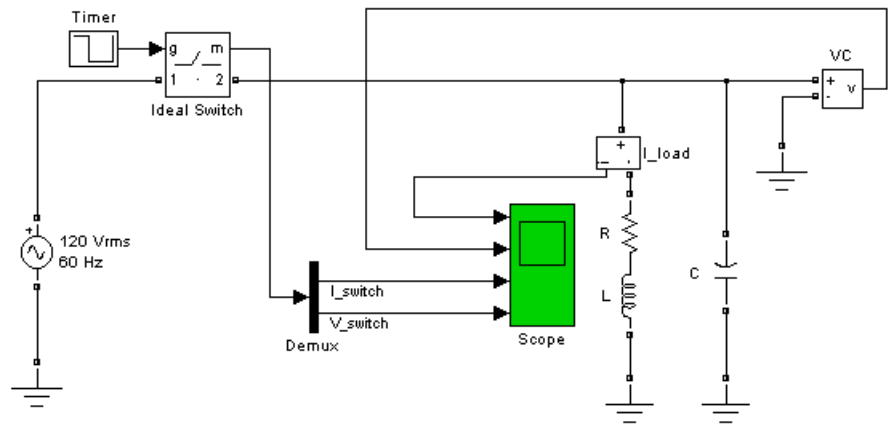 Timer
g m
1 2
Ideal Switch
VC
+
-
v
+
I_load
+
120 Vrms
60 Hz
R
L
C
I_switch
V_switch
Demux
Scope